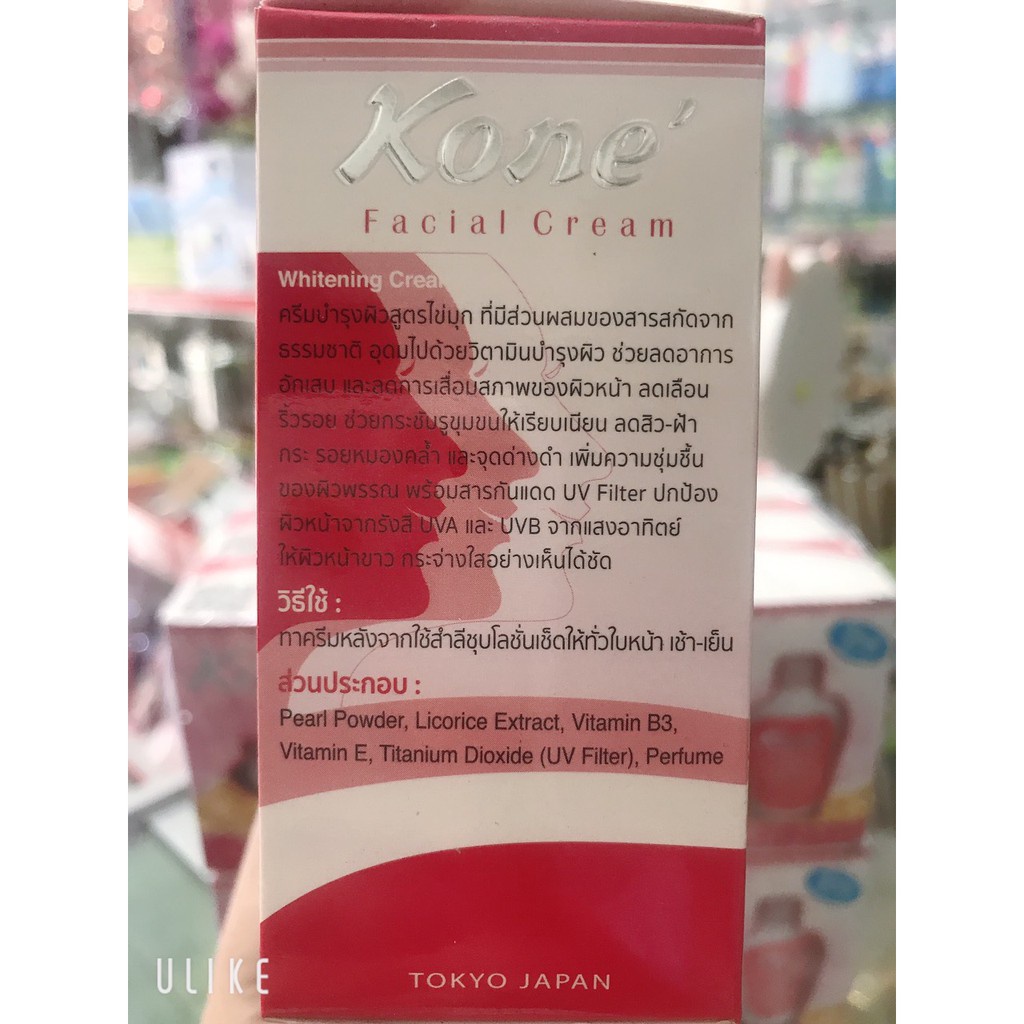 Kone'
Facial Cream
Whitening Crea
ครีมบำรุงผิวสูตรไข่มุก ที่มีส่วนผสมของสารสกัดจาก
ธรรมชาติ อุดมไปด้วยวิตามินบำรุงผิว ช่วยลดอาการ
อักเสบ และลดการเสื่อมสภาพของผิวหน้า ลดเลือน
ริ้วรอย ช่วยกระชับรูขุมขนให้เรียบเนียน ลดสิว-ฝ้า
กระ รอยหมองคล้ำ และจุดด่างดำ เพิ่มความชุ่มชื้น
ของผิวพรรณ พร้อมสารกันแดด UV Filter ปกป้อง
ผิวหน้าจากรังสี UVA และ UVB จากแสงอาทิตย์
ให้ผิวหน้าขาว กระจ่างใสอย่างเห็นได้ชัด
วิธีใช้ :
ทาครีมหลังจากใช้สำลีชุบโลชั่นเช็ดให้ทั่วใบหน้า เช้า-เย็น
ส่วนประกอบ :
Pearl Powder, Licorice Extract, Vitamin B3,
Vitamin E, Titanium Dioxide (UV Filter), Perfume
TOKYO JAPAN
ULIKE